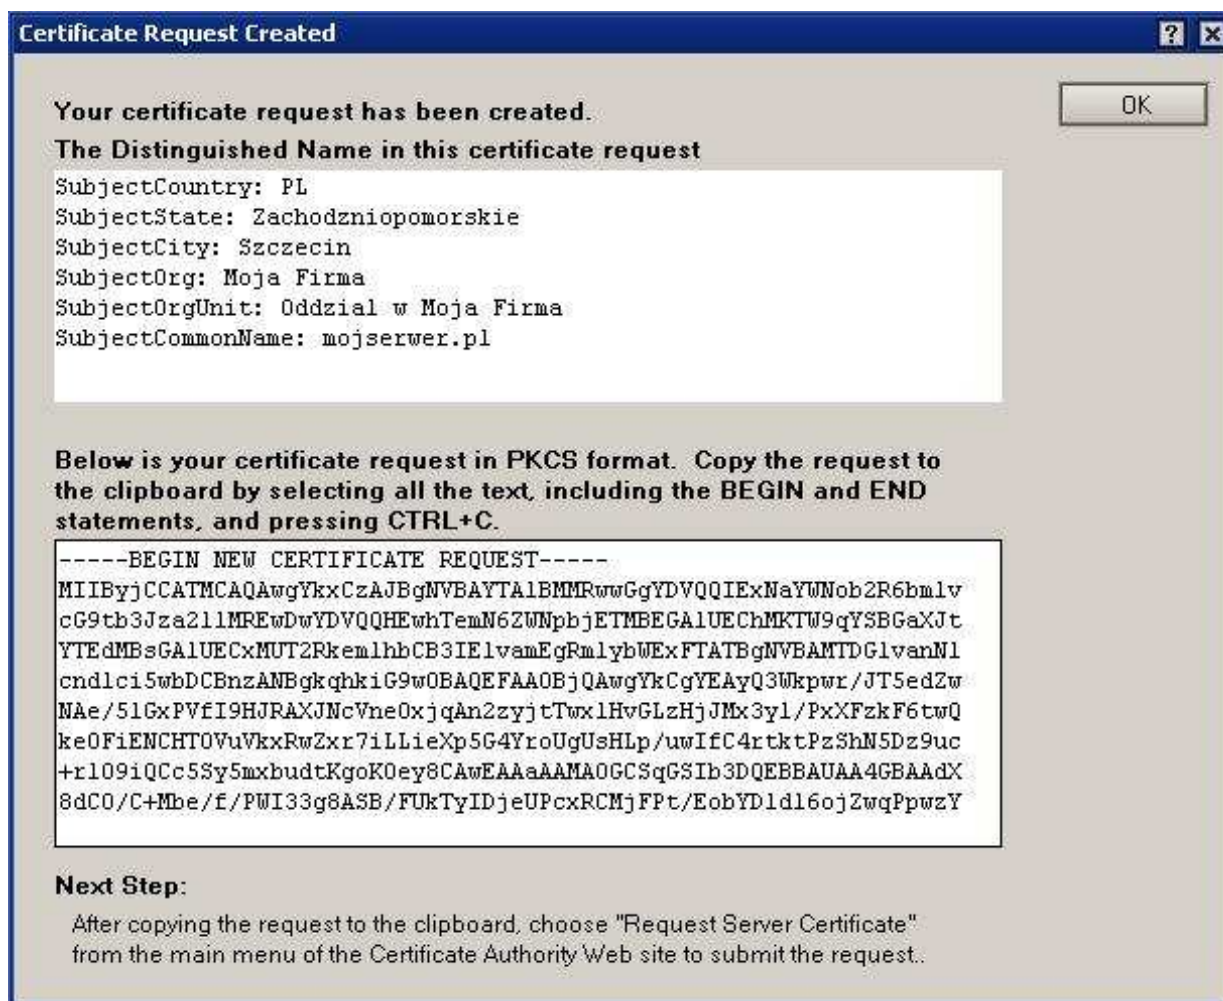 Certificate Request Created
OK
Your certificate request has been created.
The Distinguished Name in this certificate request
SubjectCountry: PL
SubjectState: Zachodzniopomorskie
SubjectCity: Szczecin
SubjectOrg: Moja Firma
SubjectOrgUnit: Oddzial w Moja Firma
SubjectCommonName: mojserwer.pl
Below is your certificate request in PKCS format. Copy the request to
the clipboard by selecting all the text, including the BEGIN and END
statements, and pressing CTRL+C.
-----BEGIN NEW CERTIFICATE REQUEST-----
MIIByjCCATMCAQAwgYkxCzAJBgNVBAYTAlBMMRwwGgYDVQQIExNaYWNob2R6bmlv
cG9tb3Jza2llMREwDwYDVQQHEwhTemN6ZWNpbjETMBEGA1UEChMKTW9qYSBGaXJt
YTEdMBsGA1UECxMUT2RkemlhbCB3IE1vamEgRmlybWExFTATBgNVBAMTDG1vanNl
cndlci5wbDCBnzANBgkqhkiG9w0BAQEFAAOBjQAwgYkCgYEAyQ3Wkpwr/JT5edZw
NAe/51GxPVfI9HJRAXJNcVneOxjqAn2zyjtTwxlHvGLzHjJMx3yl/PxXFzkF6twQ
ke0FiENCHT0VuVkxRwZxr7iLLieXp5G4YroUgUsHLp/uwIfC4rtktPzShN5Dz9uc
+rlO9iQCc5Sy5mxbudtKgoK0ey8CAwEAAaAAMA0GCSqGSIb3DQEBBAUAA4GBAAdX
8dC0/C+Mbe/f/PWI33g8ASB/FUkTyIDjeUPcxRCMjFPt/EobYDldl6ojZwqPpwzY
Next Step:
After copying the request to the clipboard, choose "Request Server Certificate"
from the main menu of the Certificate Authority Web site to submit the request..